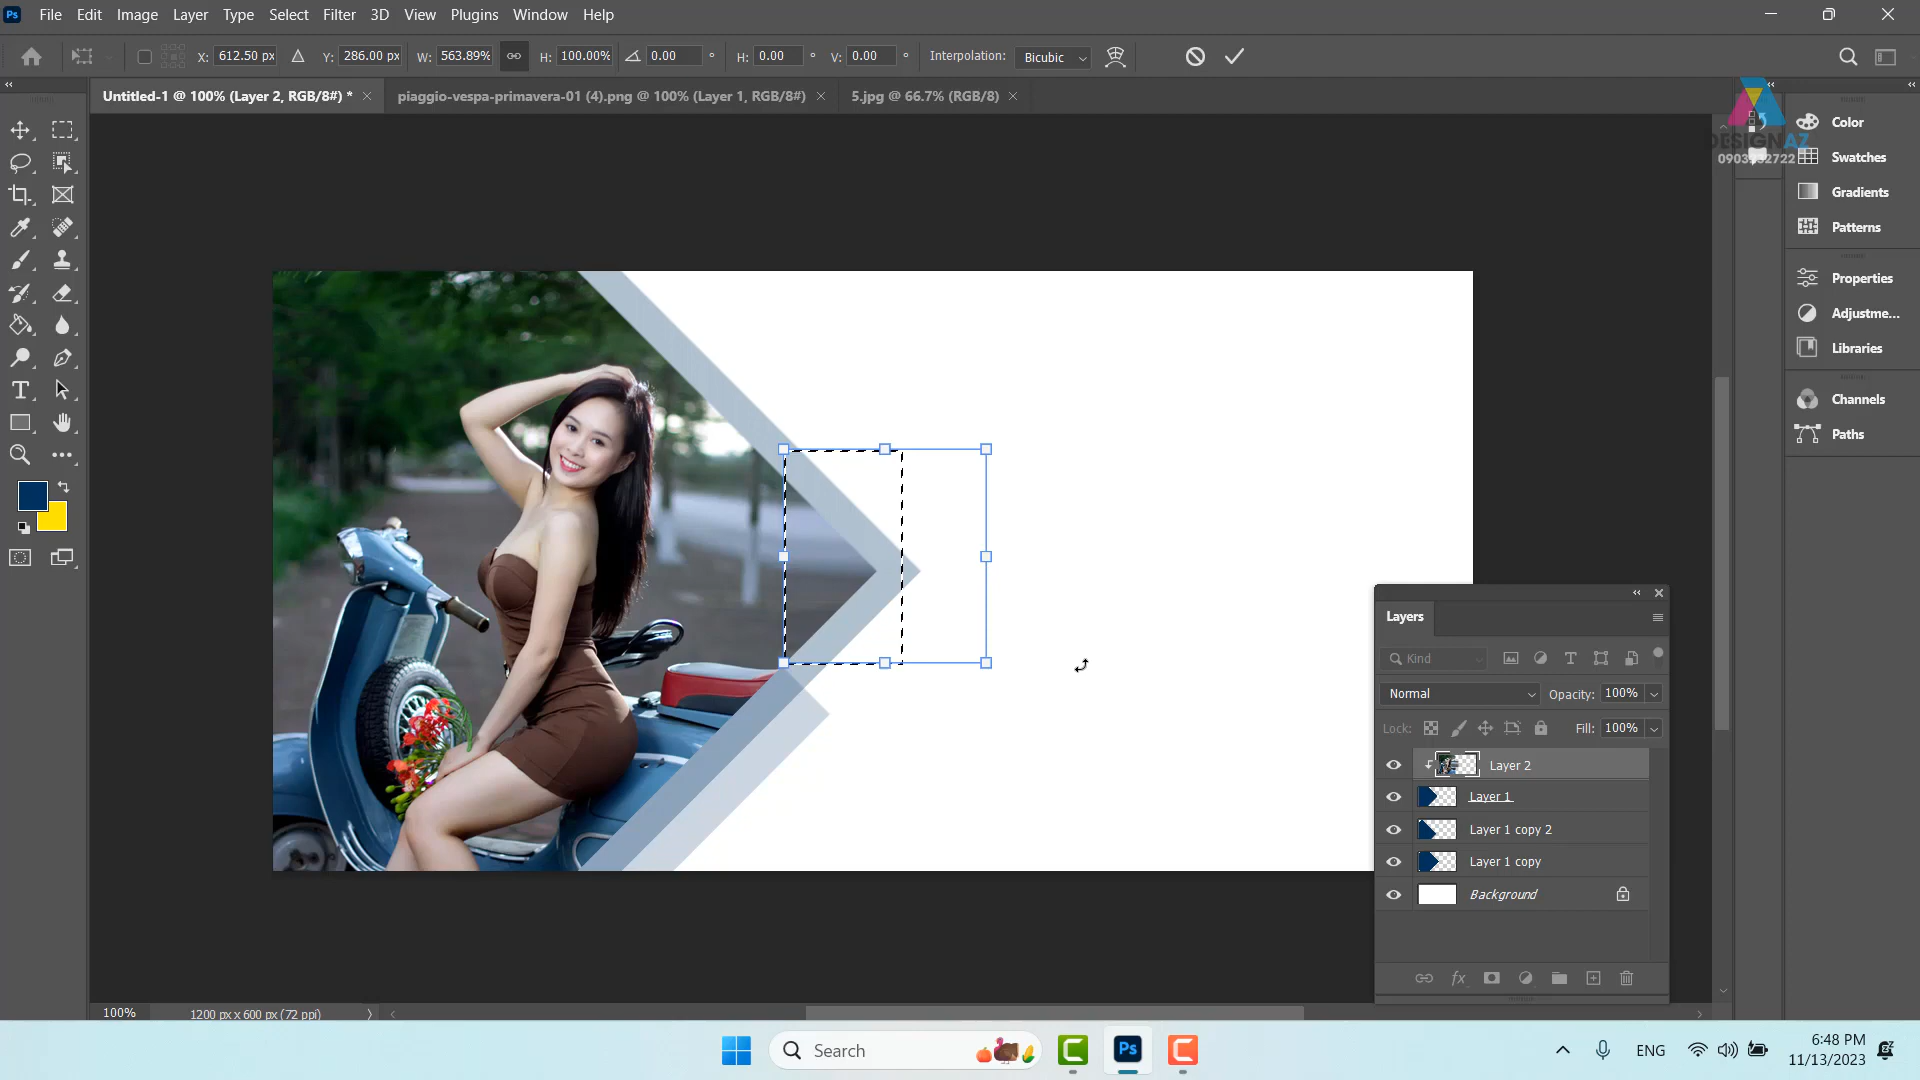 Ps File Edit Image Layer Type Select Filter 3D View Plugins Window Help
X: 612.50 px Y: 286.00 px W: 563.89% H: 100.00% 0.00 ° H: 0.00 ° V: 0.00 ° Interpolation: Bicubic
Untitled-1 @ 100% (Layer 2, RGB/8#) * piaggio-vespa-primavera-01 (4).png @ 100% (Layer 1, RGB/8#) 5.jpg @ 66.7% (RGB/8)
Color
DESIGNAZ
Swatches
Gradients
Patterns
Properties
Adjustme...
Libraries
Channels
Paths
T
Layers
Kind
Normal Opacity: 100%
Lock: Fill: 100%
Layer 2
Layer 1
Layer 1 copy 2
Layer 1 copy
Background
fx
100% 1200 px x 600 px (72 ppi)
Search Ps ENG 6:48 PM
11/13/2023